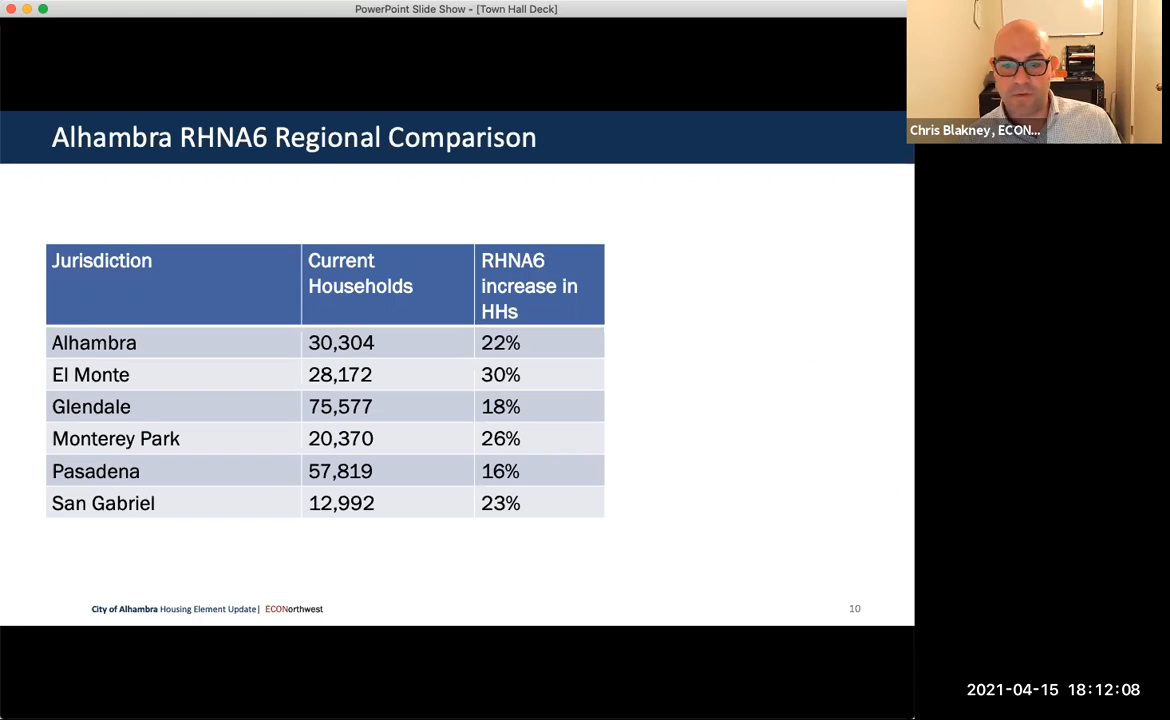 PowerPoint Slide Show - [Town Hall Deck]
Chris Blakney, ECON...
Alhambra RHNA6 Regional Comparison
Jurisdiction
Current
Households
RHNA6
increase in
HHs
Alhambra 30,304 22%
El Monte 28,172 30%
Glendale 75,577 18%
Monterey Park 20,370 26%
Pasadena 57,819 16%
San Gabriel 12,992 23%
City of Alhambra Housing Element Update| ECONorthwest
10
2021-04-15 18:12:08